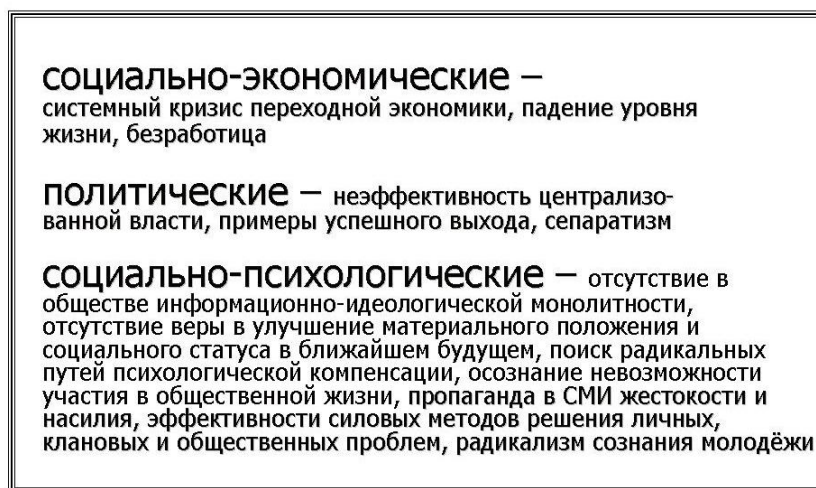 социально-экономические –
системный кризис переходной экономики, падение уровня
жизни, безработица
политические – неэффективность централизо-
ванной власти, примеры успешного выхода, сепаратизм
социально-психологические – отсутствие в
обществе информационно-идеологической монолитности,
отсутствие веры в улучшение материального положения и
социального статуса в ближайшем будущем, поиск радикальных
путей психологической компенсации, осознание невозможности
участия в общественной жизни, пропаганда в СМИ жестокости и
насилия, эффективности силовых методов решения личных,
клановых и общественных проблем, радикализм сознания молодёжи